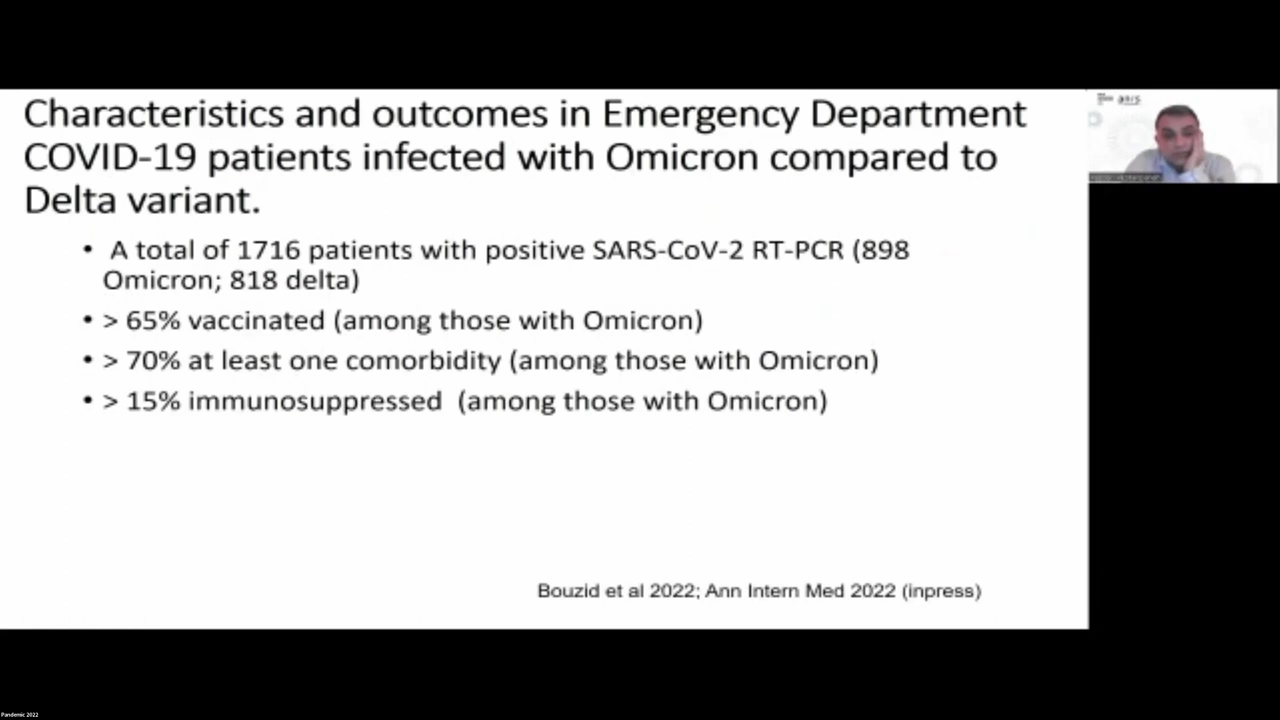 Characteristics and outcomes in Emergency Department
COVID-19 patients infected with Omicron compared to
Delta variant.
• A total of 1716 patients with positive SARS-CoV-2 RT-PCR (898
Omicron; 818 delta)
• > 65% vaccinated (among those with Omicron)
• > 70% at least one comorbidity (among those with Omicron)
• > 15% immunosuppressed (among those with Omicron)
Bouzid et al 2022; Ann Intern Med 2022 (inpress)
anrs
Pandemic 2022